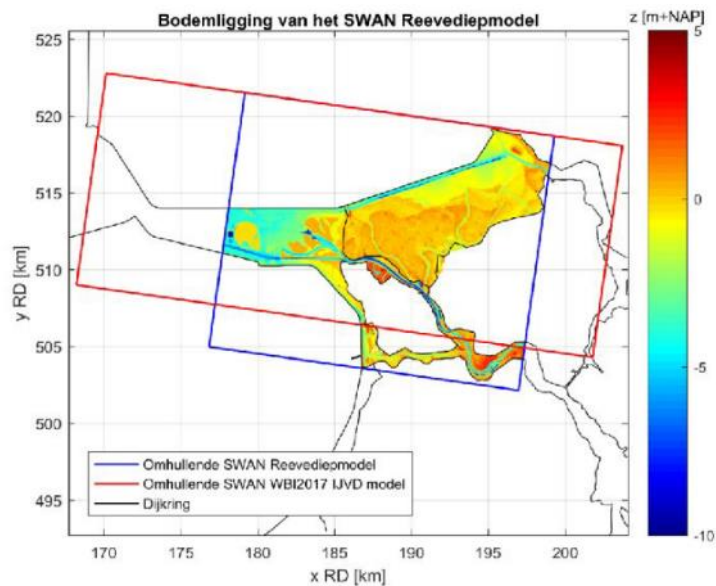 Bodemligging van het SWAN Reevediepmodel
z [m+NAP]
525
520
515
510
505
500
495
y RD [km]
170
175
180
185
190
195
200
x RD [km]
5
0
-5
-10
Omhullende SWAN Reevediepmodel
Omhullende SWAN WBI2017 IJVD model
Dijkring